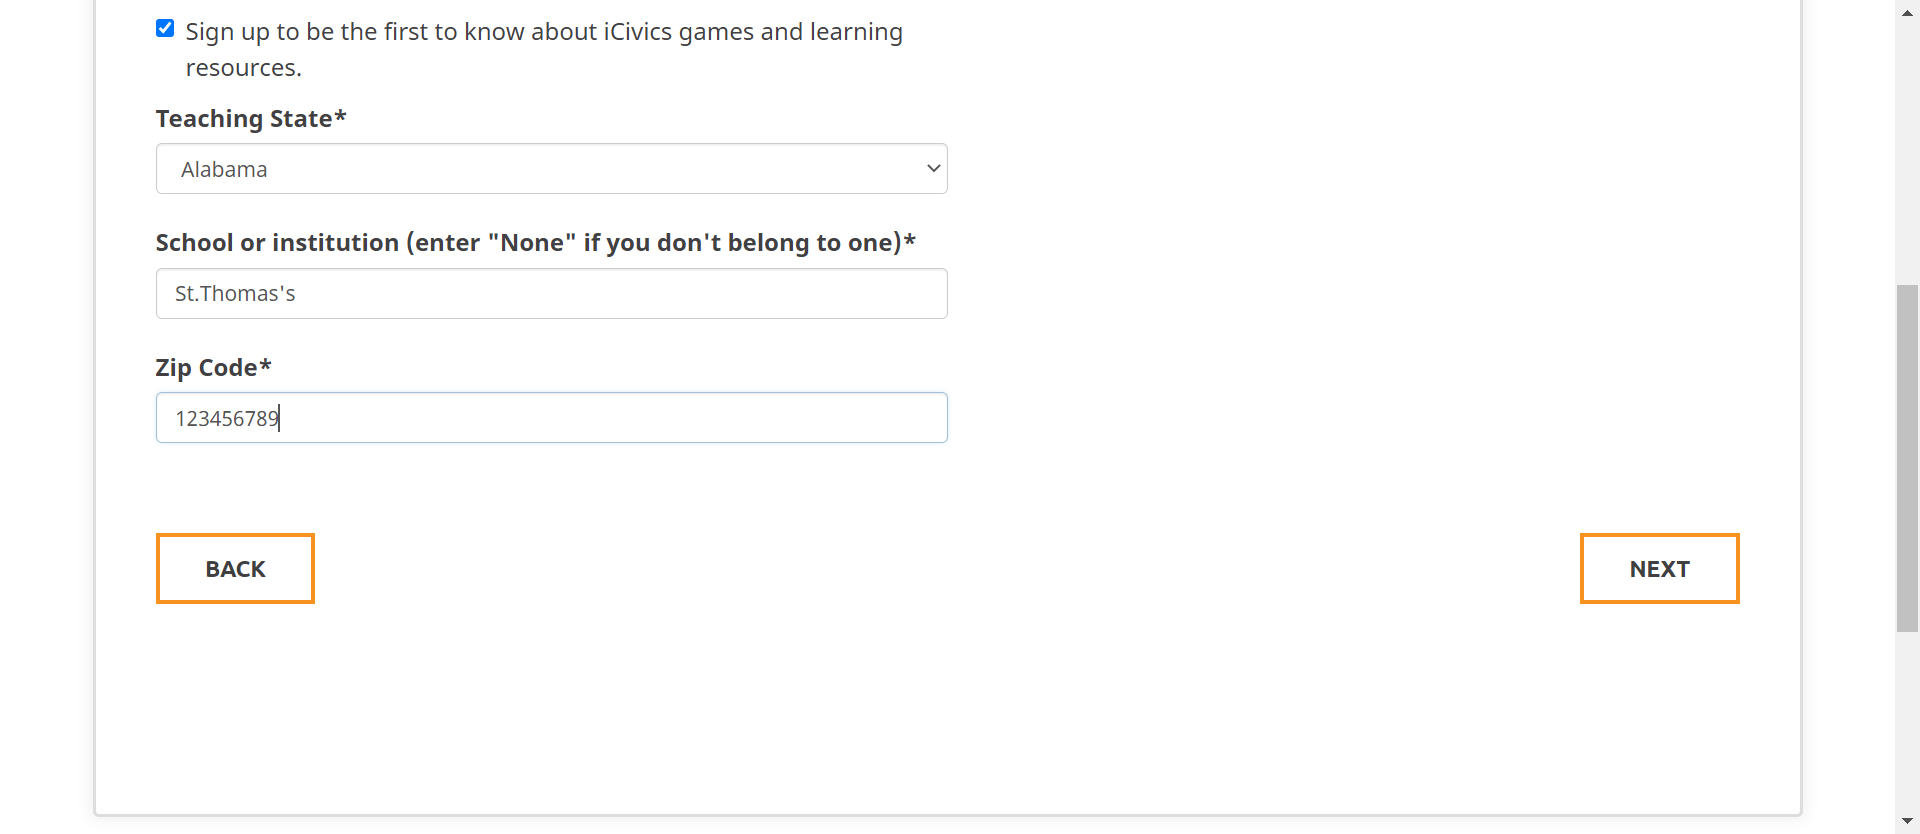 Sign up to be the first to know about iCivics games and learning
resources.
Teaching State*
Alabama
School or institution (enter "None" if you don't belong to one)*
St.Thomas's
Zip Code*
123456789
BACK
NEXT